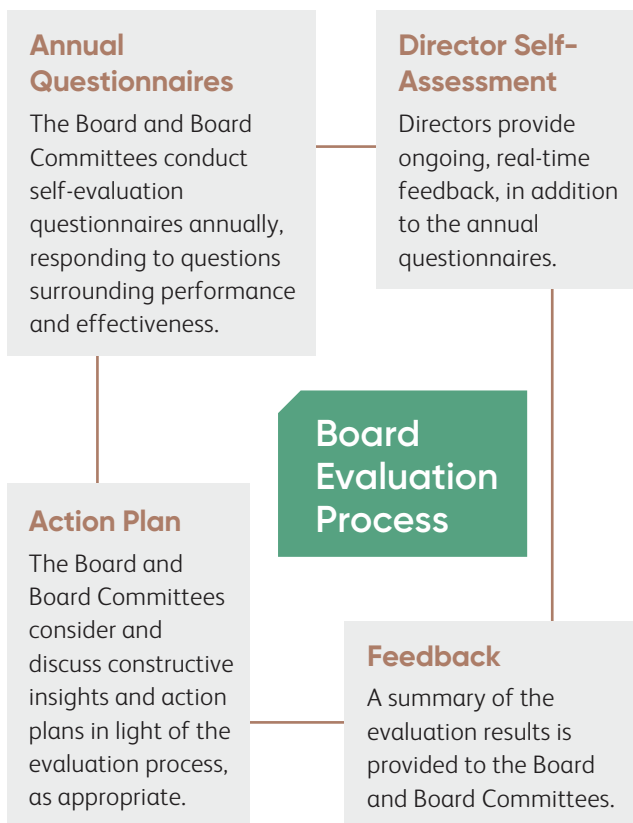 Annual
Questionnaires
The Board and Board
Committees conduct
self-evaluation
questionnaires annually,
responding to questions
surrounding performance
and effectiveness.
Director Self-
Assessment
Directors provide
ongoing, real-time
feedback, in addition
to the annual
questionnaires.
Board
Evaluation
Process
Action Plan
The Board and
Board Committees
consider and
discuss constructive
insights and action
plans in light of the
evaluation process,
as appropriate.
Feedback
A summary of the
evaluation results is
provided to the Board
and Board Committees.